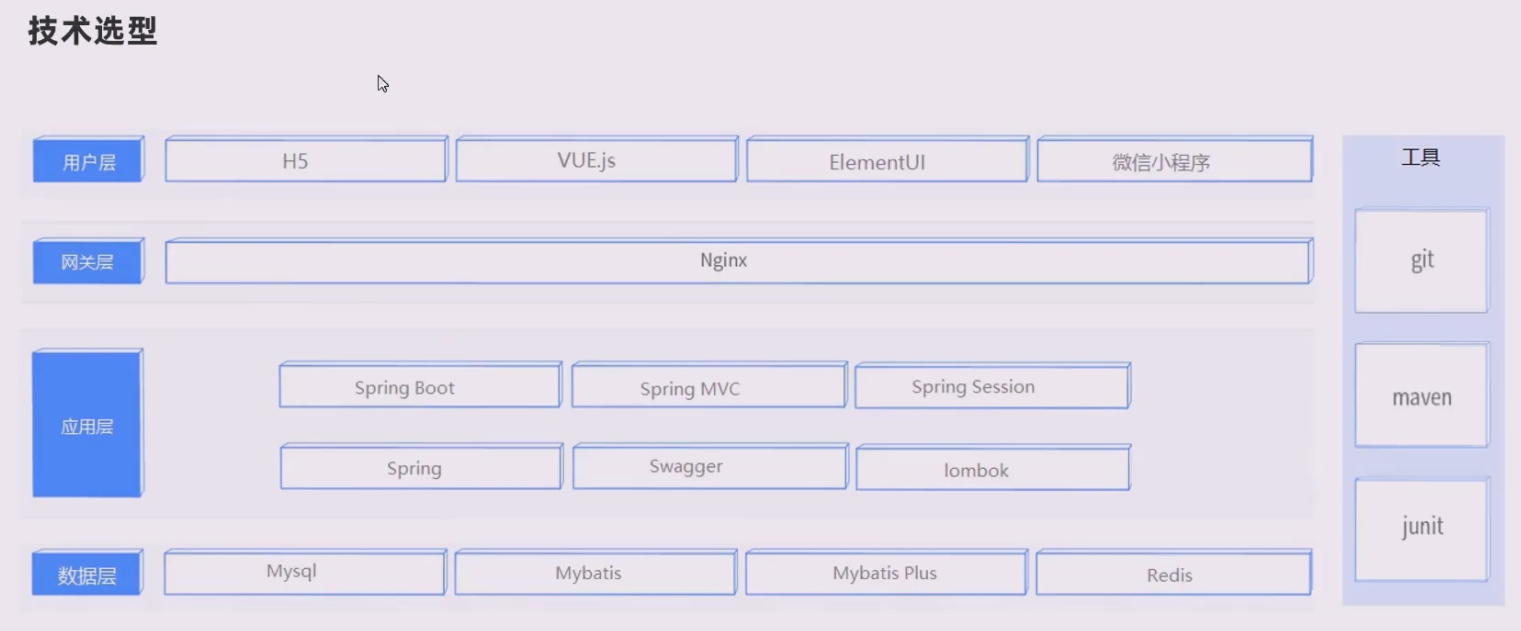 技术选型
用户层
H5
VUE.js
ElementUI
微信小程序
网关层
Nginx
应用层
Spring Boot
Spring MVC
Spring Session
Spring
Swagger
lombok
数据层
Mysql
Mybatis
Mybatis Plus
Redis
工具
git
maven
junit